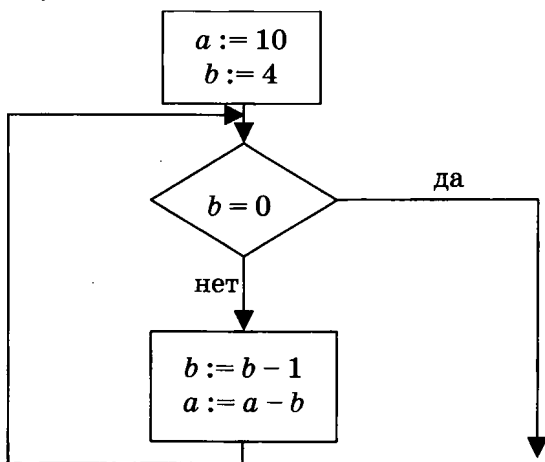 a := 10
b := 4
b = 0
да
нет
b := b – 1
a := a – b